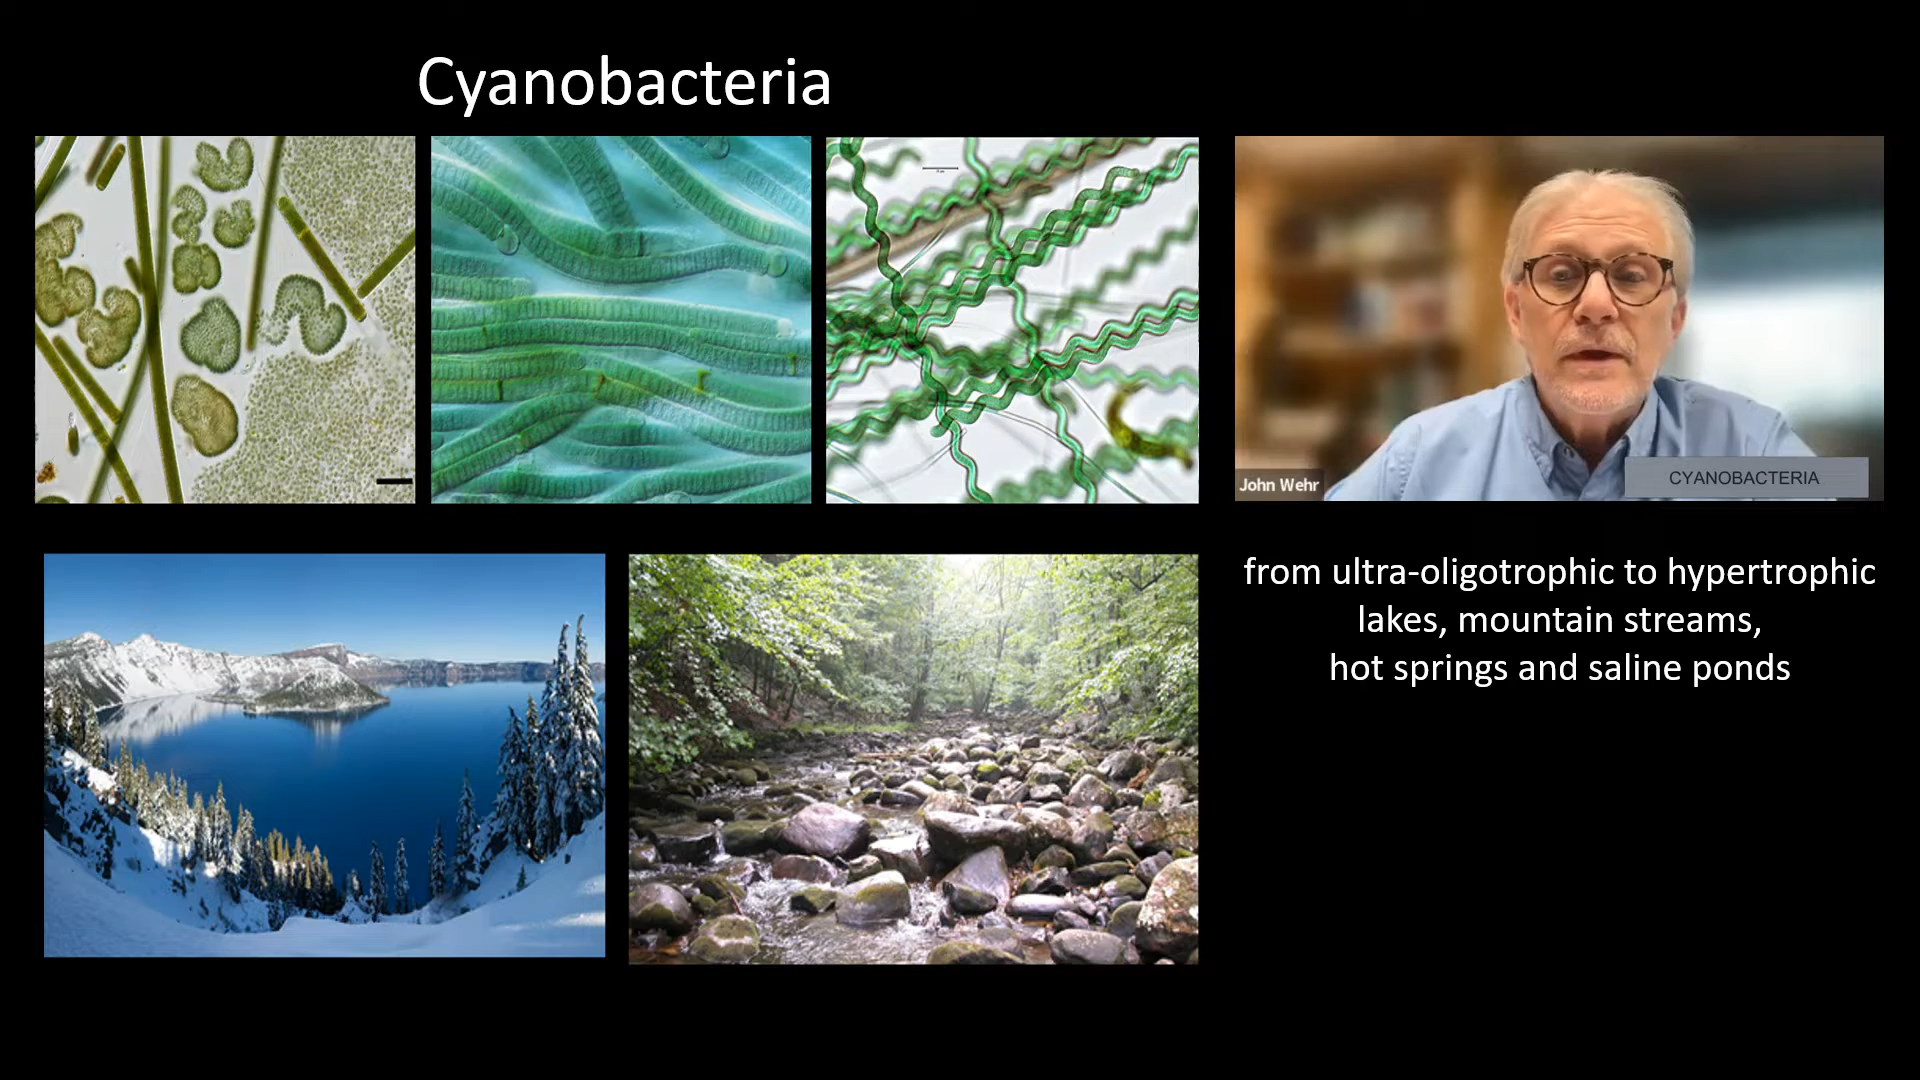 Cyanobacteria
John Wehr
CYANOBACTERIA
from ultra-oligotrophic to hypertrophic
lakes, mountain streams,
hot springs and saline ponds